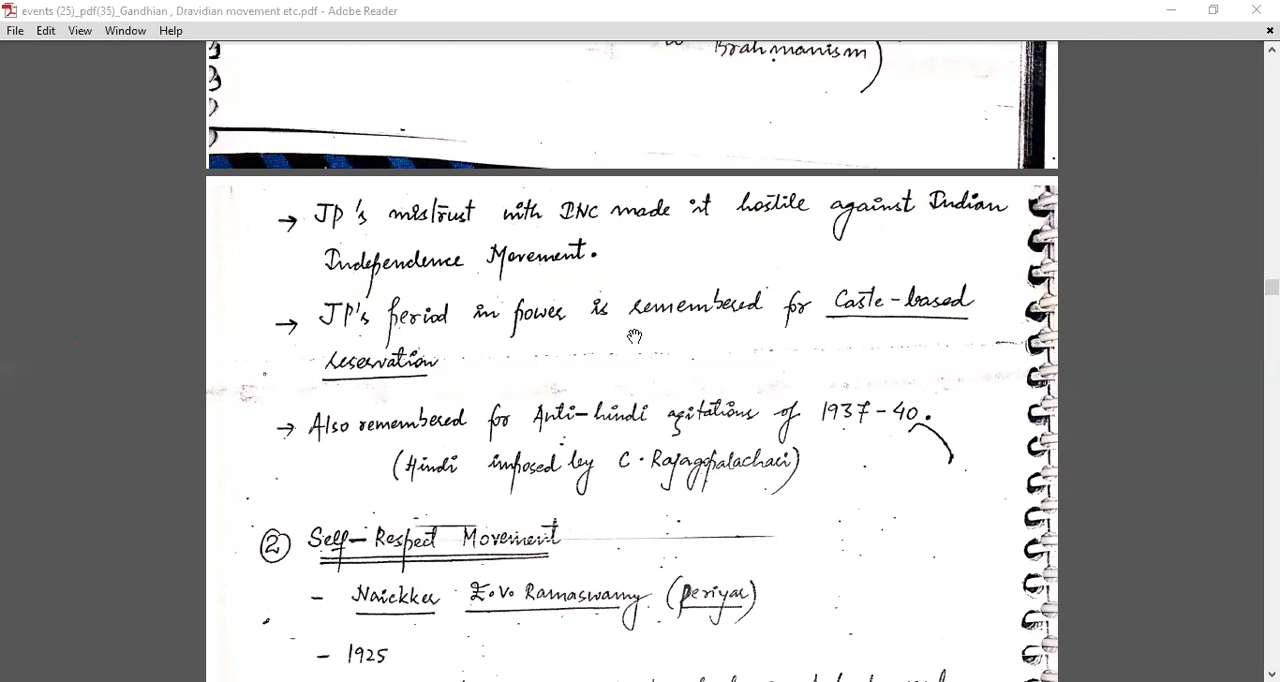 events (25)_pdf(35)_Gandhian , Dravidian movement etc.pdf - Adobe Reader
File Edit View Window Help
Brahmanism)
→ JP's mistrust with INC made it hostile against Indian
Independence Movement.
→ JP's period in power is remembered for Caste-based
reservation
→ Also remembered for Anti-hindi agitations of 1937-40.
(Hindi imposed by C. Rajagopalachari)
② Self-Respect Movement
- Naickker E.V. Ramaswamy (Periyar)
- 1925